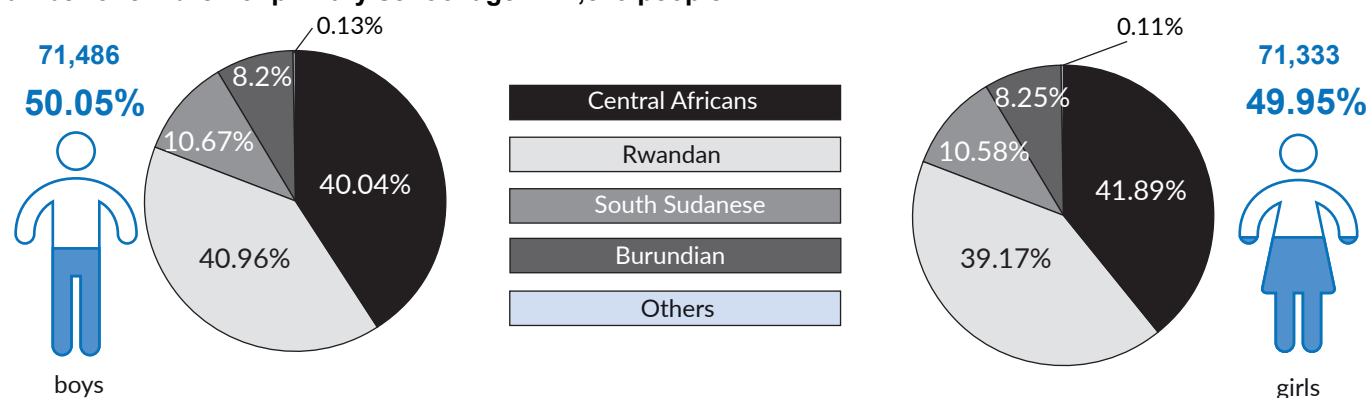 0.13%
0.11%
71,486
50.05%
8.2%
10.67%
40.04%
40.96%
Central Africans
Rwandan
South Sudanese
Burundian
Others
8.25%
10.58%
41.89%
39.17%
71,333
49.95%
boys
girls